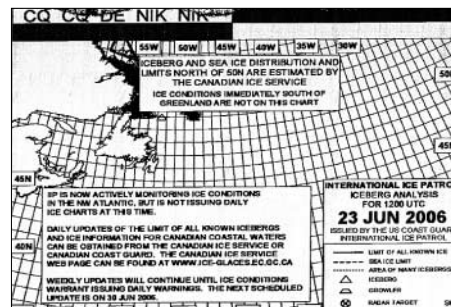 CQ CQ DE NIK NIK
55W 50W 45W 40W 35W 30W
ICEBERG AND SEA ICE DISTRIBUTION AND
LIMITS NORTH OF 50N ARE ESTIMATED BY
THE CANADIAN ICE SERVICE
ICE CONDITIONS IMMEDIATELY SOUTH OF
GREENLAND ARE NOT ON THIS CHART
50
45
45N
40N
IIP IS NOW ACTIVELY MONITORING ICE CONDITIONS
IN THE NW ATLANTIC, BUT IS NOT ISSUING DAILY
ICE CHARTS AT THIS TIME.
DAILY UPDATES OF THE LIMIT OF ALL KNOWN ICEBERGS
AND ICE INFORMATION FOR CANADIAN COASTAL WATERS
CAN BE OBTAINED FROM THE CANADIAN ICE SERVICE OR
CANADIAN COAST GUARD. THE CANADIAN ICE SERVICE
WEB PAGE CAN BE FOUND AT WWW.ICE-GLACES.EC.GC.CA
WEEKLY UPDATES WILL CONTINUE UNTIL ICE CONDITIONS
WARRANT ISSUING DAILY WARNINGS. THE NEXT SCHEDULED
UPDATE IS ON 30 JUN 2006.
INTERNATIONAL ICE PATRO
ICEBERG ANALYSIS
FOR 1200 UTC
23 JUN 2006
ISSUED BY THE US COAST GUAR
INTERNATIONAL ICE PATROL
LIMIT OF ALL KNOWN ICE
SEA ICE LIMIT
AREA OF MANY ICEBERGS
ICEBERG
GROWLER
RADAR TARGET